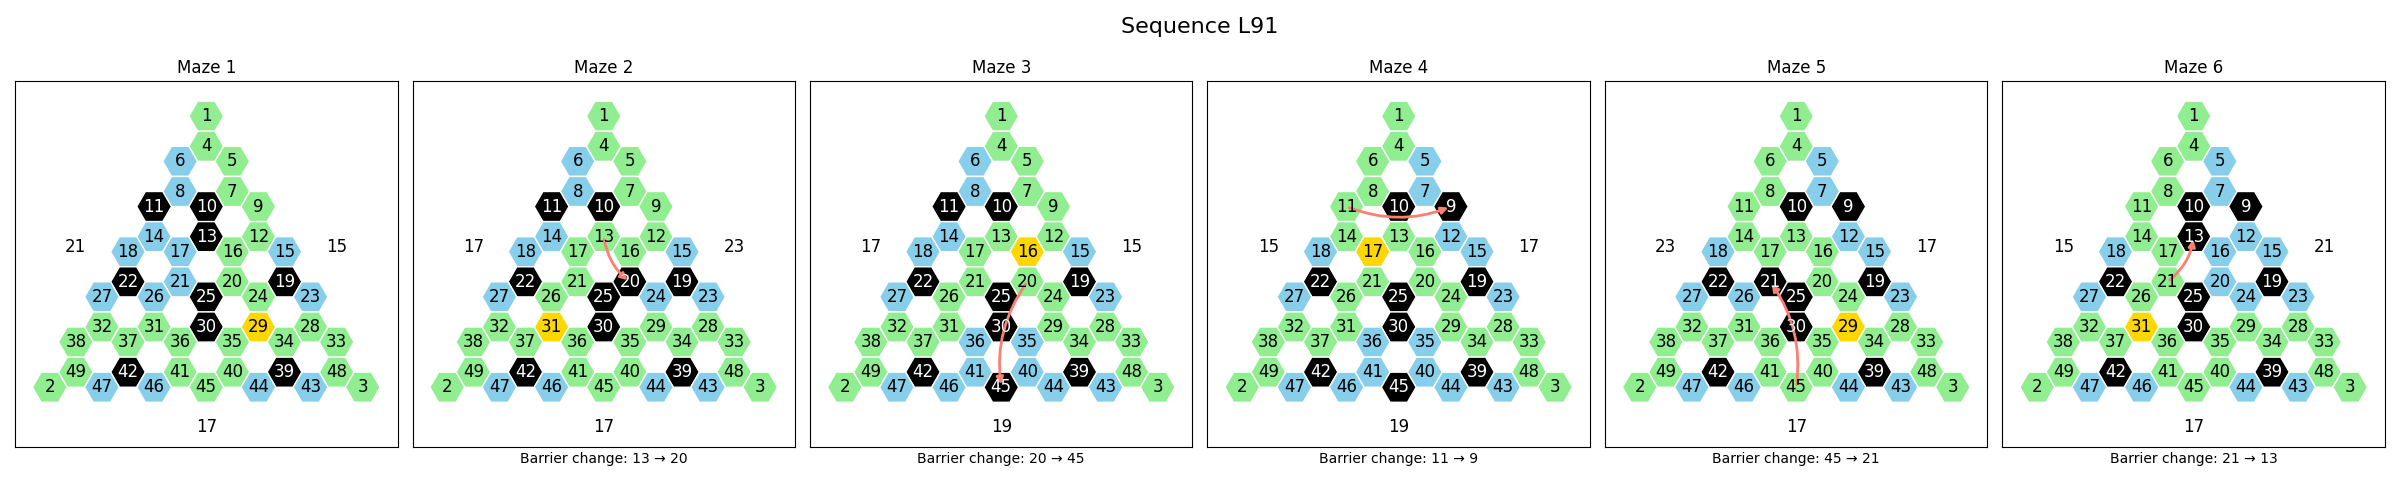 Sequence L91
Maze 1
1
4
6 5
8 7
11 10 9
14 13 12
21 18 17 16 15 15
22 21 20 19
27 26 25 24 23
32 31 30 29 28
38 37 36 35 34 33
49 42 41 40 39 48
2 47 46 45 44 43 3
17
Maze 2
1
4
6 5
8 7
11 10 9
14 13 12
17 18 17 16 15 23
22 21 20 19
27 26 25 24 23
32 31 30 29 28
38 37 36 35 34 33
49 42 41 40 39 48
2 47 46 45 44 43 3
17
Barrier change: 13 → 20
Maze 3
1
4
6 5
8 7
11 10 9
14 13 12
17 18 17 16 15 15
22 21 20 19
27 26 25 24 23
32 31 30 29 28
38 37 36 35 34 33
49 42 41 40 39 48
2 47 46 45 44 43 3
19
Barrier change: 20 → 45
Maze 4
1
4
6 5
8 7
11 10 9
14 13 12
15 18 17 16 15 17
22 21 20 19
27 26 25 24 23
32 31 30 29 28
38 37 36 35 34 33
49 42 41 40 39 48
2 47 46 45 44 43 3
19
Barrier change: 11 → 9
Maze 5
1
4
6 5
8 7
11 10 9
14 13 12
23 18 17 16 15 17
22 21 20 19
27 26 25 24 23
32 31 30 29 28
38 37 36 35 34 33
49 42 41 40 39 48
2 47 46 45 44 43 3
17
Barrier change: 45 → 21
Maze 6
1
4
6 5
8 7
11 10 9
14 13 12
15 18 17 16 15 21
22 21 20 19
27 26 25 24 23
32 31 30 29 28
38 37 36 35 34 33
49 42 41 40 39 48
2 47 46 45 44 43 3
17
Barrier change: 21 → 13